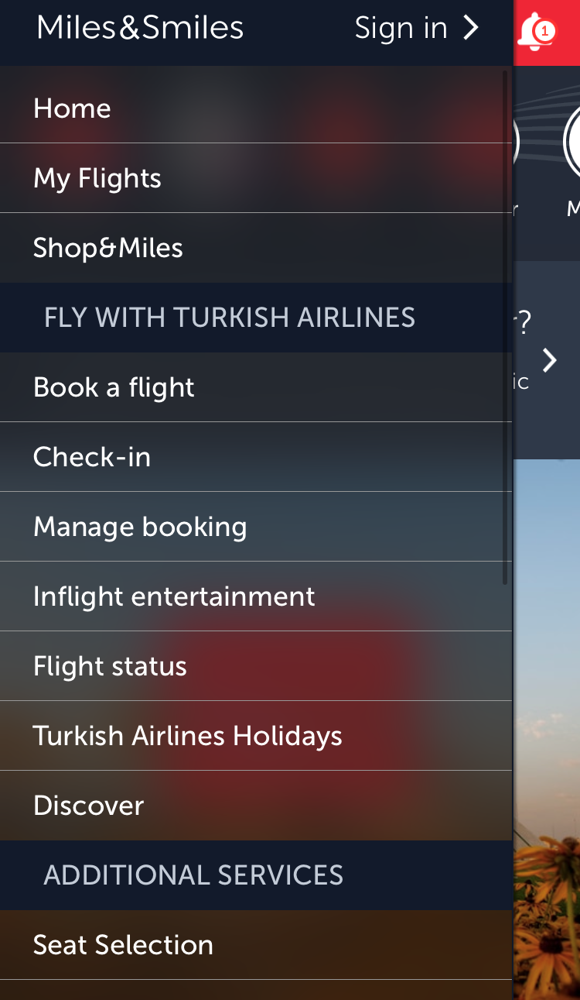 Miles&Smiles
Sign in
1
Home
My Flights
Shop&Miles
FLY WITH TURKISH AIRLINES
Book a flight
Check-in
Manage booking
Inflight entertainment
Flight status
Turkish Airlines Holidays
Discover
ADDITIONAL SERVICES
Seat Selection